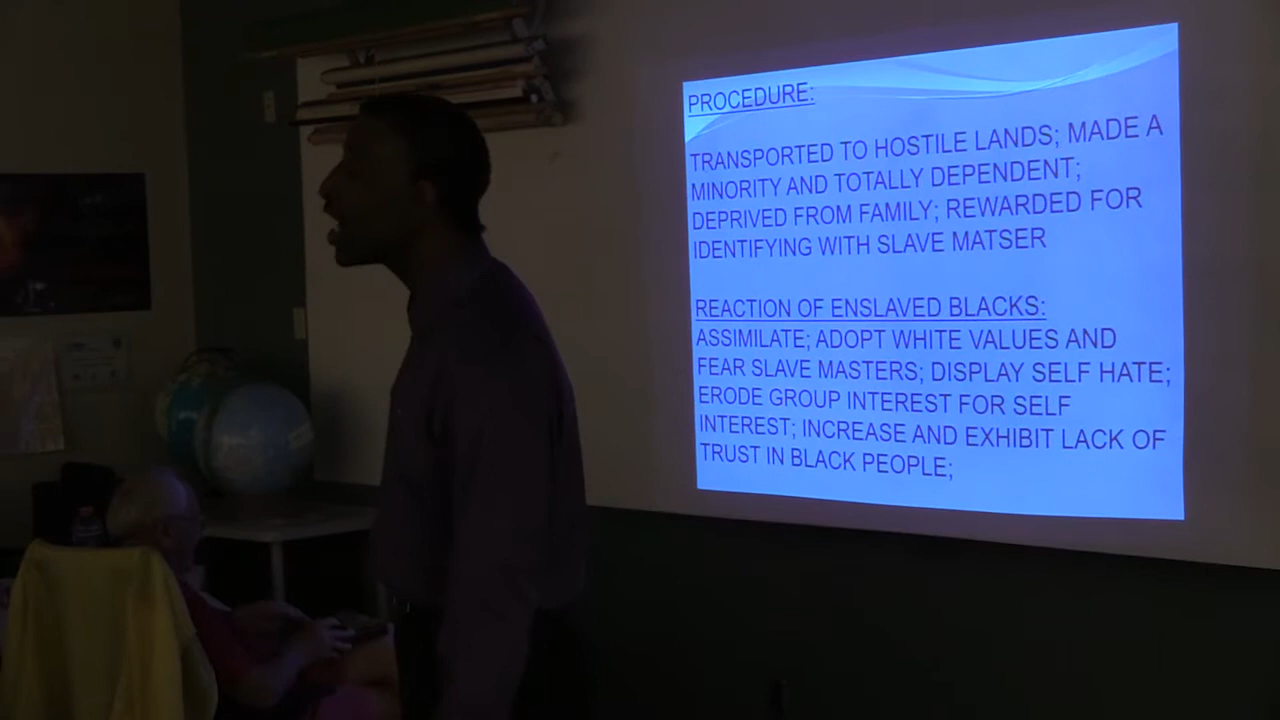 PROCEDURE:
TRANSPORTED TO HOSTILE LANDS; MADE A
MINORITY AND TOTALLY DEPENDENT;
DEPRIVED FROM FAMILY; REWARDED FOR
IDENTIFYING WITH SLAVE MATSER
REACTION OF ENSLAVED BLACKS:
ASSIMILATE; ADOPT WHITE VALUES AND
FEAR SLAVE MASTERS; DISPLAY SELF HATE;
ERODE GROUP INTEREST FOR SELF
INTEREST; INCREASE AND EXHIBIT LACK OF
TRUST IN BLACK PEOPLE;